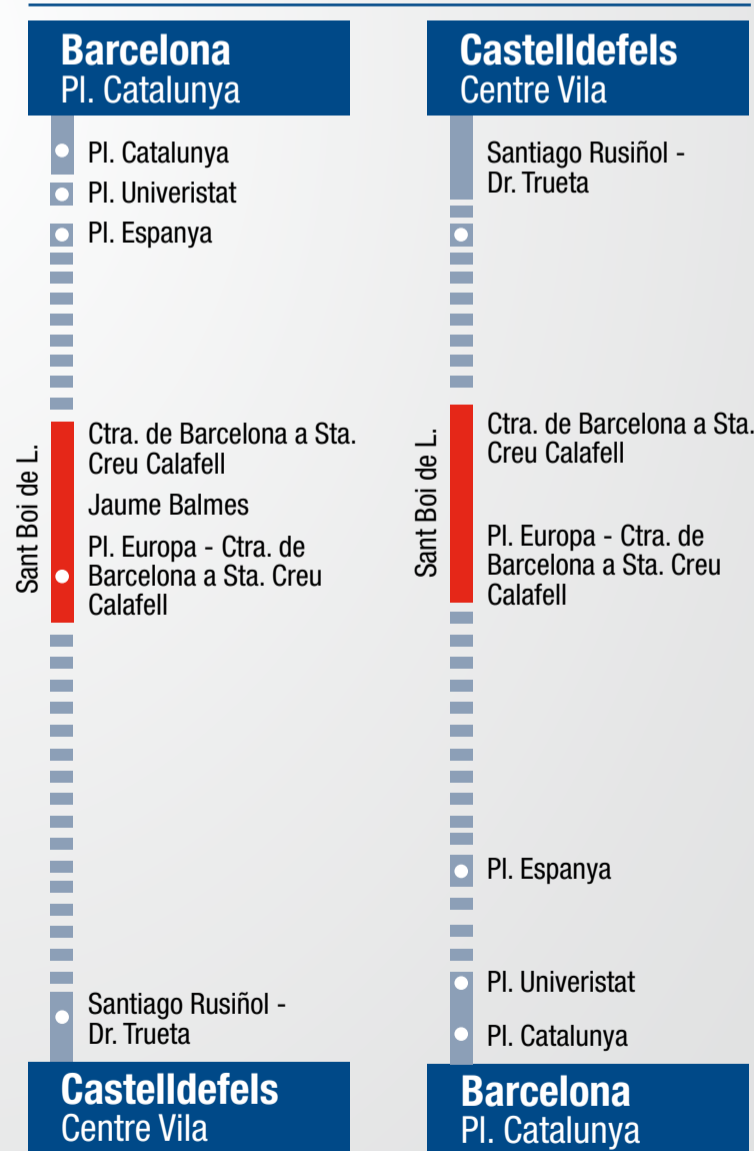 Barcelona
Pl. Catalunya
Pl. Catalunya
Pl. Univeristat
Pl. Espanya
Sant Boi de L.
Ctra. de Barcelona a Sta.
Creu Calafell
Jaume Balmes
Pl. Europa - Ctra. de
Barcelona a Sta. Creu
Calafell
Santiago Rusiñol -
Dr. Trueta
Castelldefels
Centre Vila
Castelldefels
Centre Vila
Santiago Rusiñol -
Dr. Trueta
Sant Boi de L.
Ctra. de Barcelona a Sta.
Creu Calafell
Pl. Europa - Ctra. de
Barcelona a Sta. Creu
Calafell
Pl. Espanya
Pl. Univeristat
Pl. Catalunya
Barcelona
Pl. Catalunya